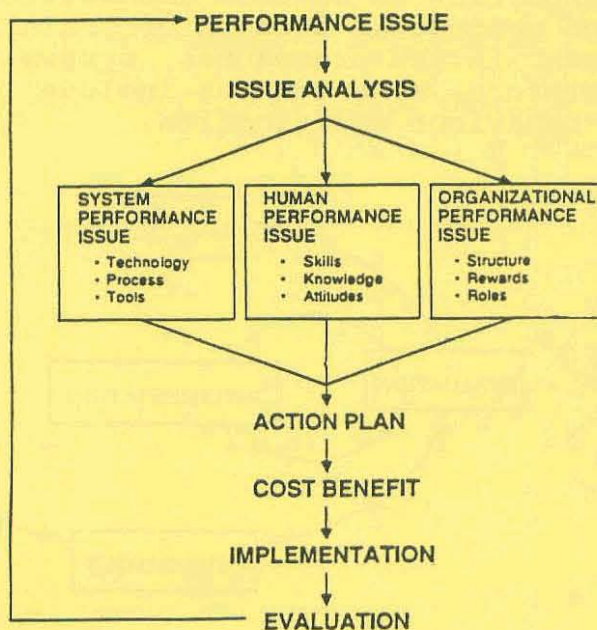 PERFORMANCE ISSUE
ISSUE ANALYSIS
SYSTEM
PERFORMANCE
ISSUE
• Technology
• Process
• Tools
HUMAN
PERFORMANCE
ISSUE
• Skills
• Knowledge
• Attitudes
ORGANIZATIONAL
PERFORMANCE
ISSUE
• Structure
• Rewards
• Roles
ACTION PLAN
COST BENEFIT
IMPLEMENTATION
EVALUATION